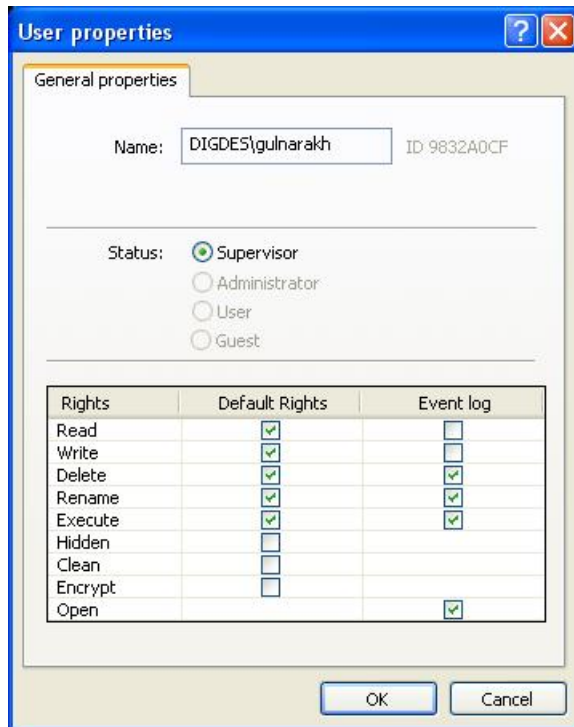 User properties
General properties
Name: DIGDES\gulnarakh ID 9832A0CF
Status: Supervisor
Administrator
User
Guest
Rights Default Rights Event log
Read
Write
Delete
Rename
Execute
Hidden
Clean
Encrypt
Open
OK Cancel